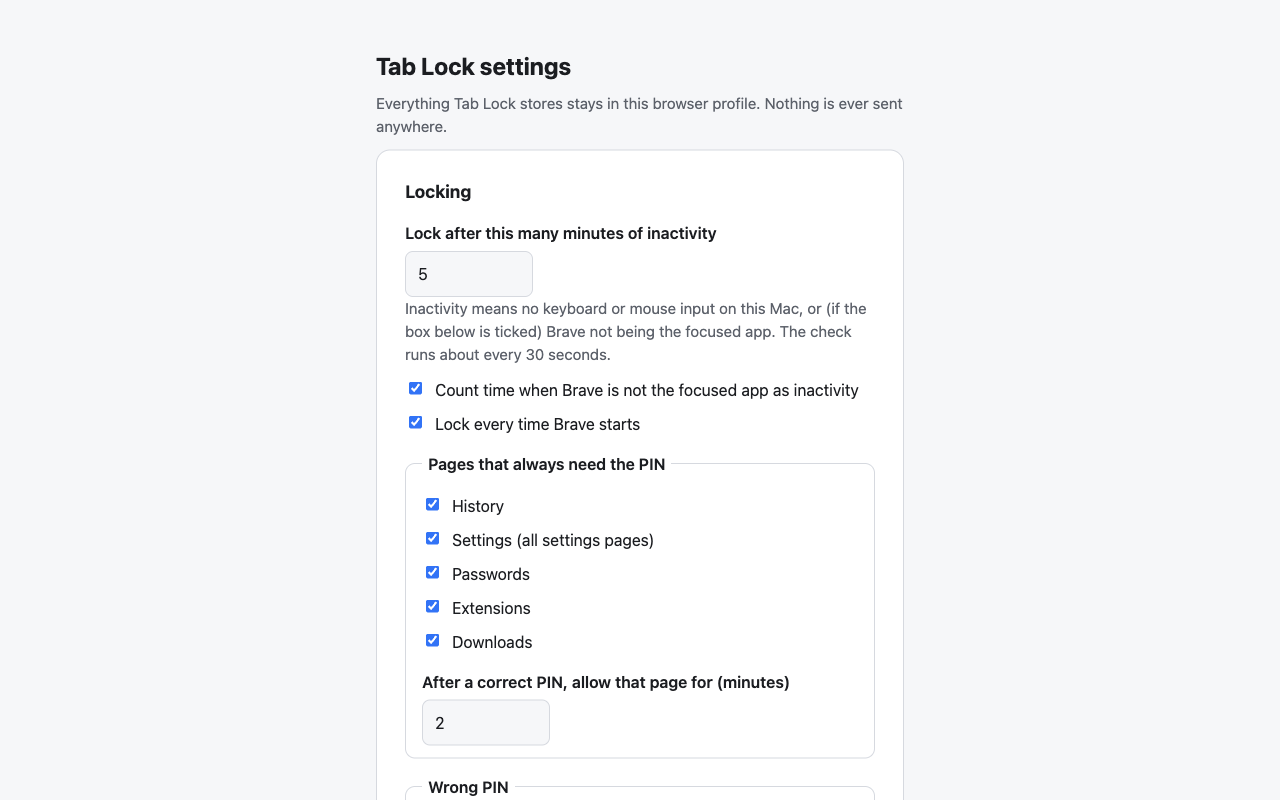 Tab Lock settings
Everything Tab Lock stores stays in this browser profile. Nothing is ever sent
anywhere.
Locking
Lock after this many minutes of inactivity
5
Inactivity means no keyboard or mouse input on this Mac, or (if the
box below is ticked) Brave not being the focused app. The check
runs about every 30 seconds.
Count time when Brave is not the focused app as inactivity
Lock every time Brave starts
Pages that always need the PIN
History
Settings (all settings pages)
Passwords
Extensions
Downloads
After a correct PIN, allow that page for (minutes)
2
Wrong PIN